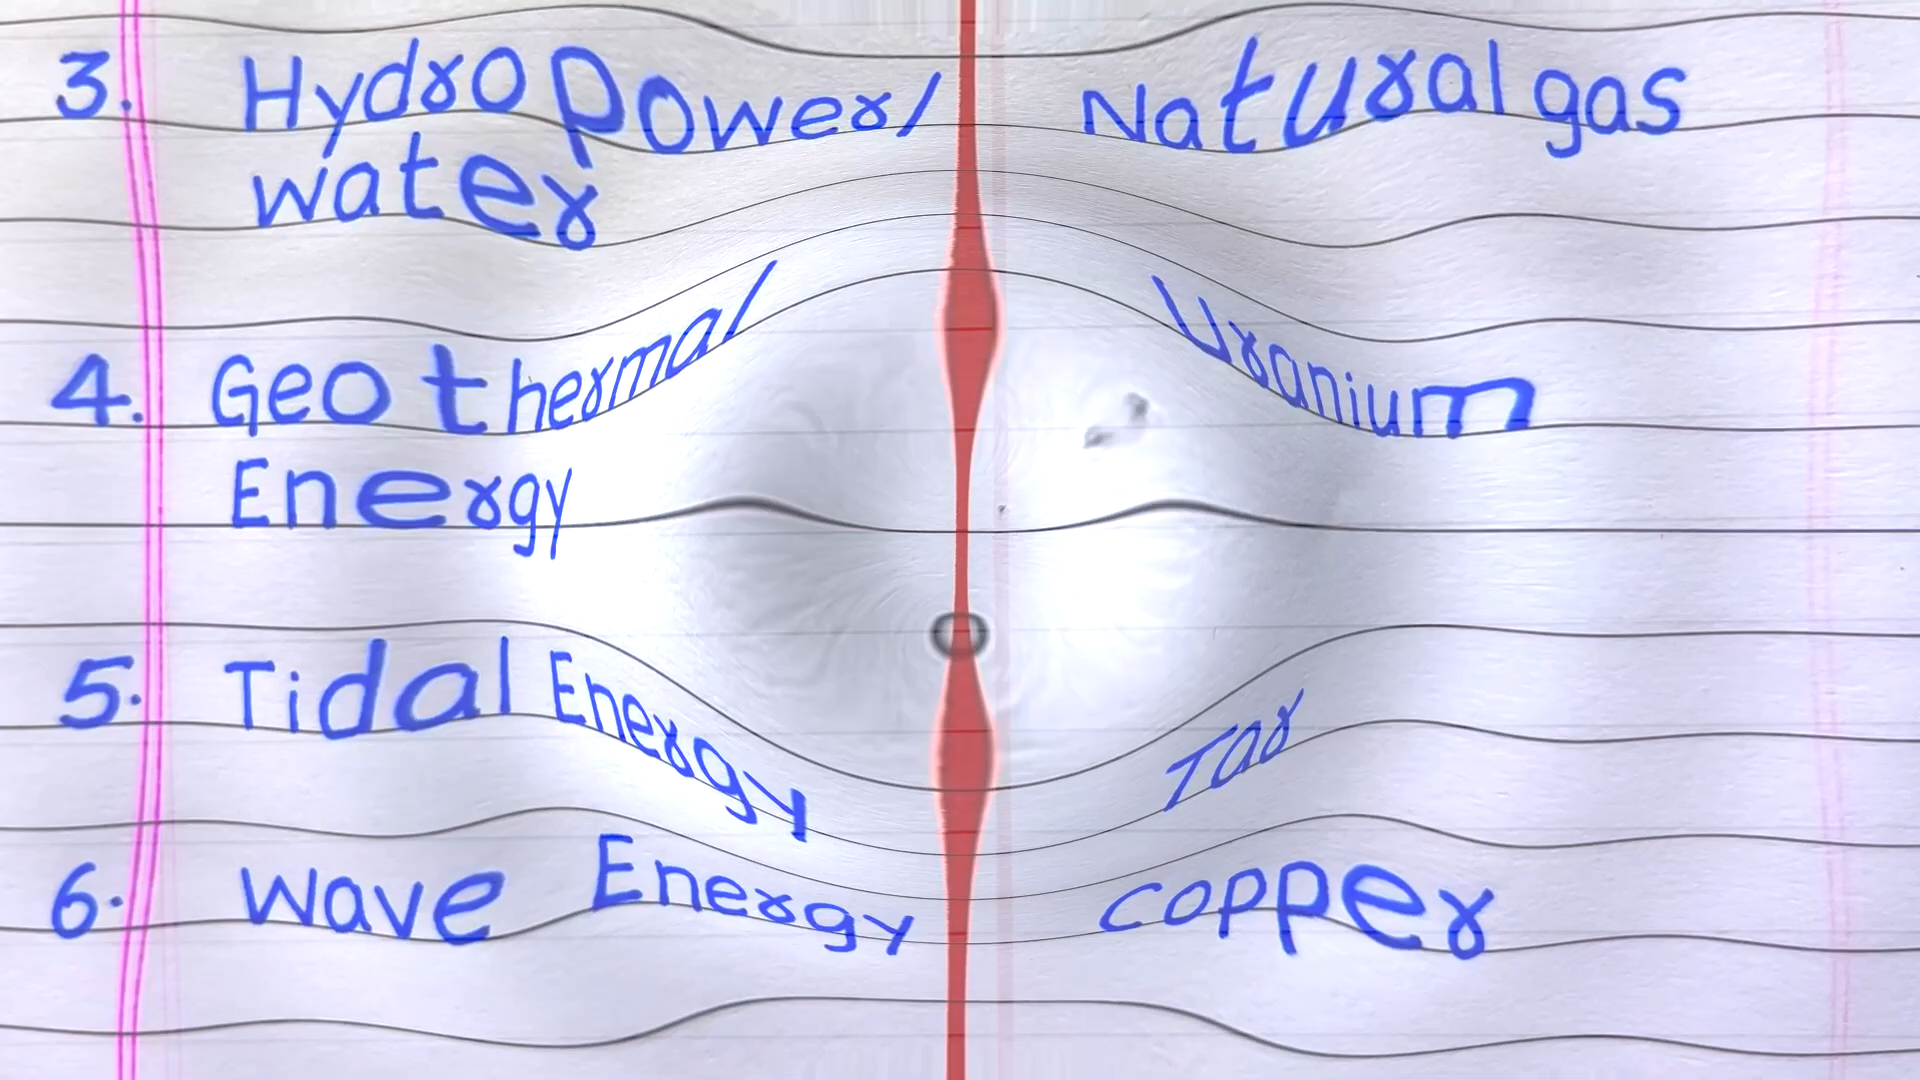 3. Hydro Power/ Natural gas
water
4. Geothermal Uranium
Energy
5. Tidal Energy Tar
6. Wave Energy Copper